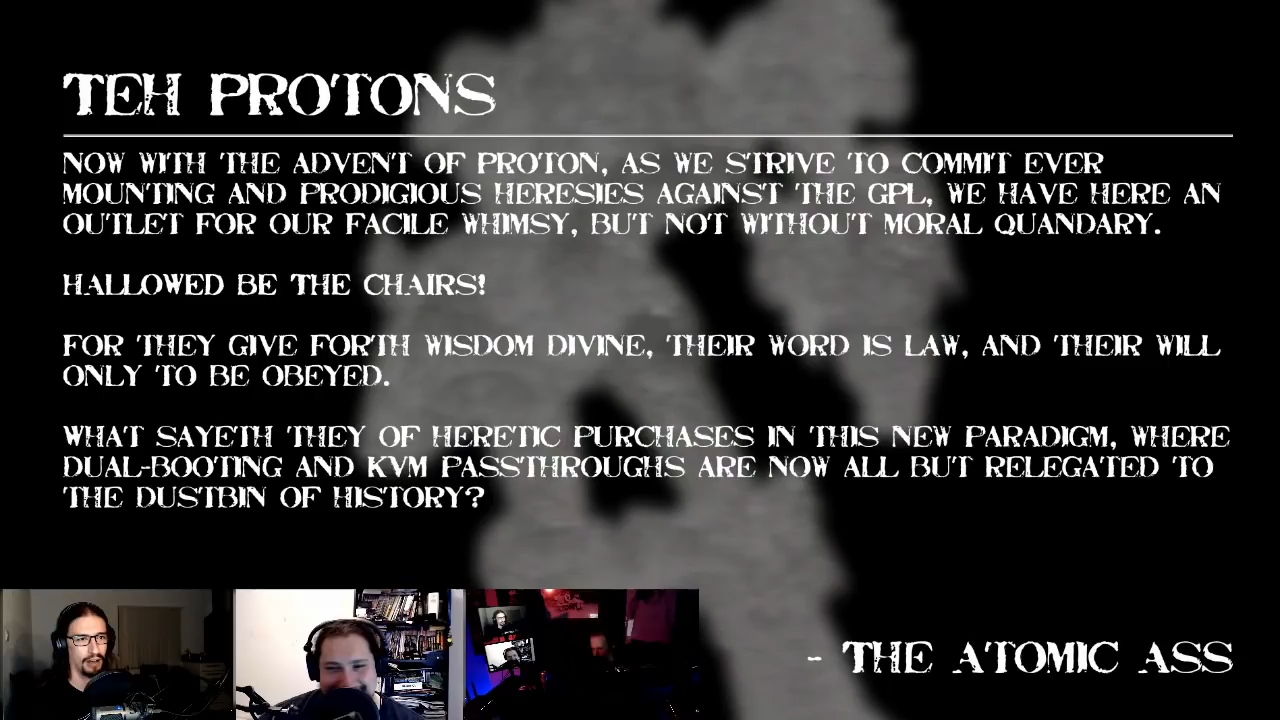 TEH PROTONS
NOW WITH THE ADVENT OF PROTON, AS WE STRIVE TO COMMIT EVER
MOUNTING AND PRODIGIOUS HERESIES AGAINST THE GPL, WE HAVE HERE AN
OUTLET FOR OUR FACILE WHIMSY, BUT NOT WITHOUT MORAL QUANDARY.
HALLOWED BE THE CHAIRS!
FOR THEY GIVE FORTH WISDOM DIVINE, THEIR WORD IS LAW, AND THEIR WILL
ONLY TO BE OBEYED.
WHAT SAYETH THEY OF HERETIC PURCHASES IN THIS NEW PARADIGM, WHERE
DUAL-BOOTING AND KVM PASSTHROUGHS ARE NOW ALL BUT RELEGATED TO
THE DUSTBIN OF HISTORY?
- THE ATOMIC ASS